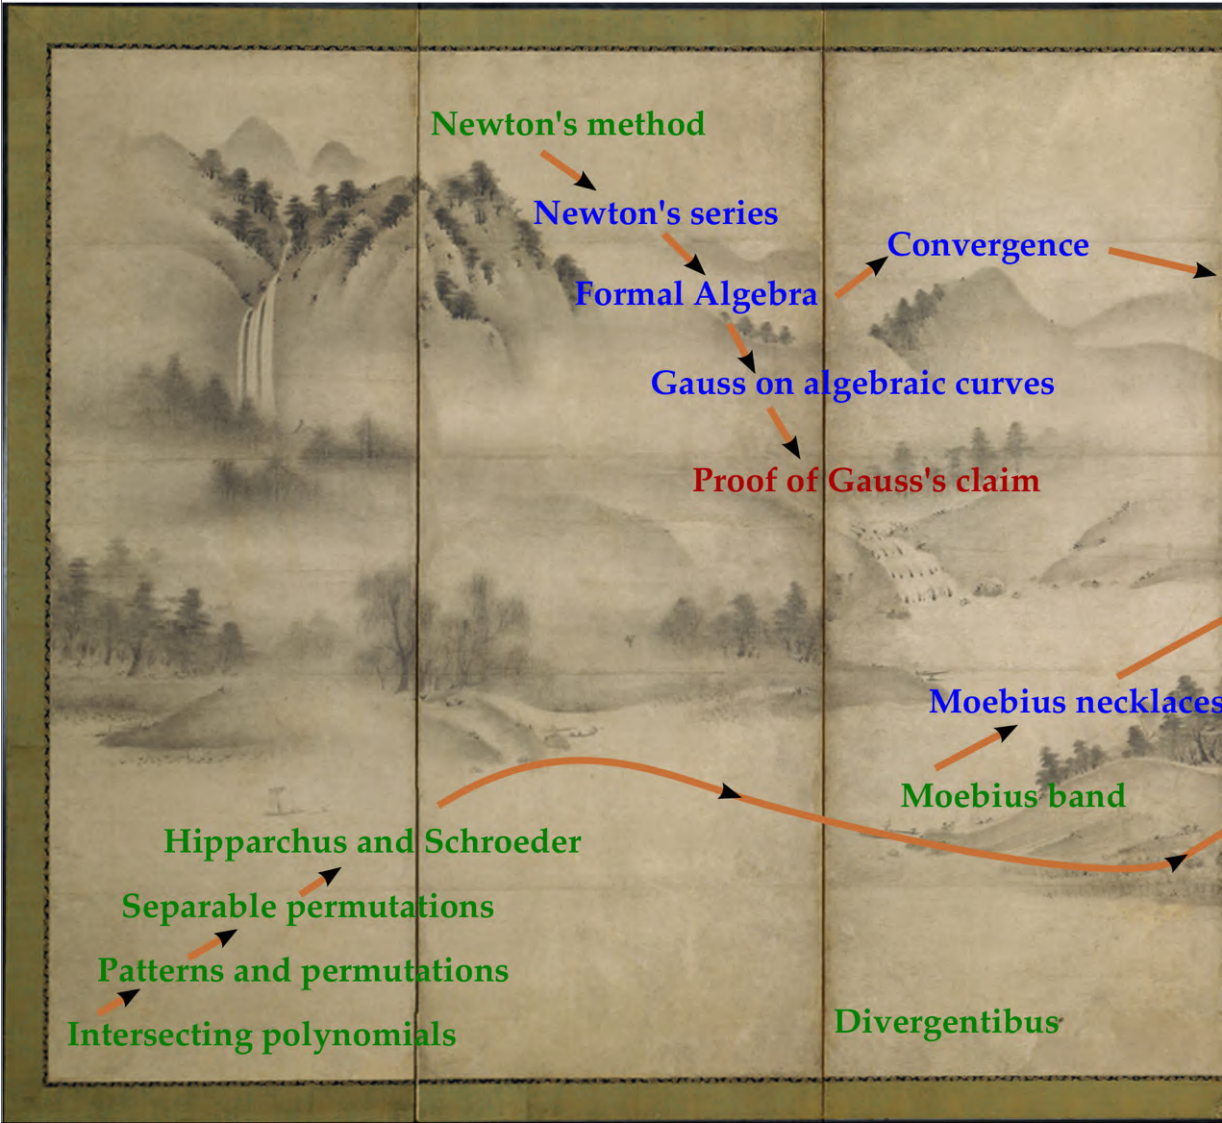 Newton's method
Newton's series
Convergence
Formal Algebra
Gauss on algebraic curves
Proof of Gauss's claim
Moebius necklaces
Moebius band
Hipparchus and Schroeder
Separable permutations
Patterns and permutations
Divergentibus
Intersecting polynomials